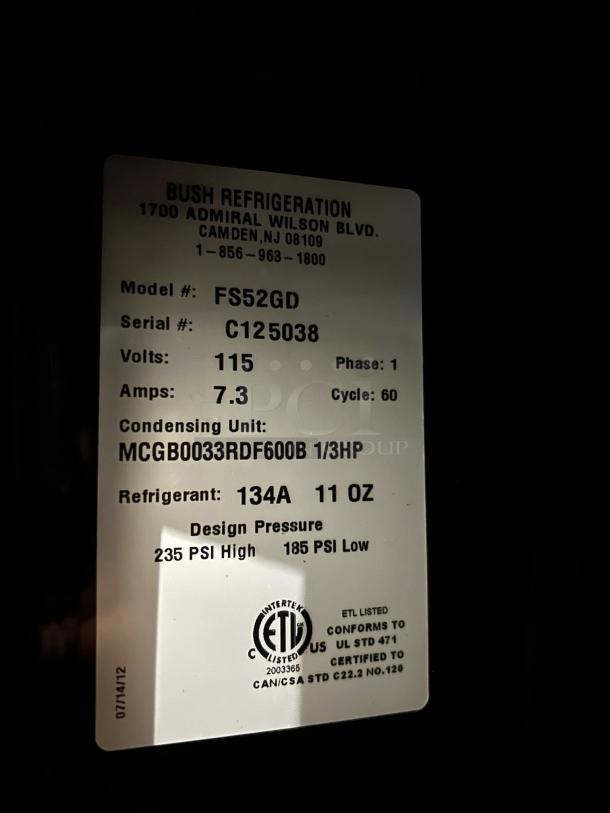 BUSH REFRIGERATION
1700 ADMIRAL WILSON BLVD.
CAMDEN, NJ 08109
1-856-963-1800
Model #: FS52GD
Serial #: C125038
Volts: 115 Phase: 1
Amps: 7.3 Cycle: 60
PCI
Condensing Unit:
MCGB0033RDF600B 1/3HP
Refrigerant: 134A 11 OZ
Design Pressure
235 PSI High 185 PSI Low
INTERTEK
ETL
LISTED
C US
2003365
ETL LISTED
CONFORMS TO
UL STD 471
CERTIFIED TO
CAN/CSA STD C22.2 NO.120
07/14/12